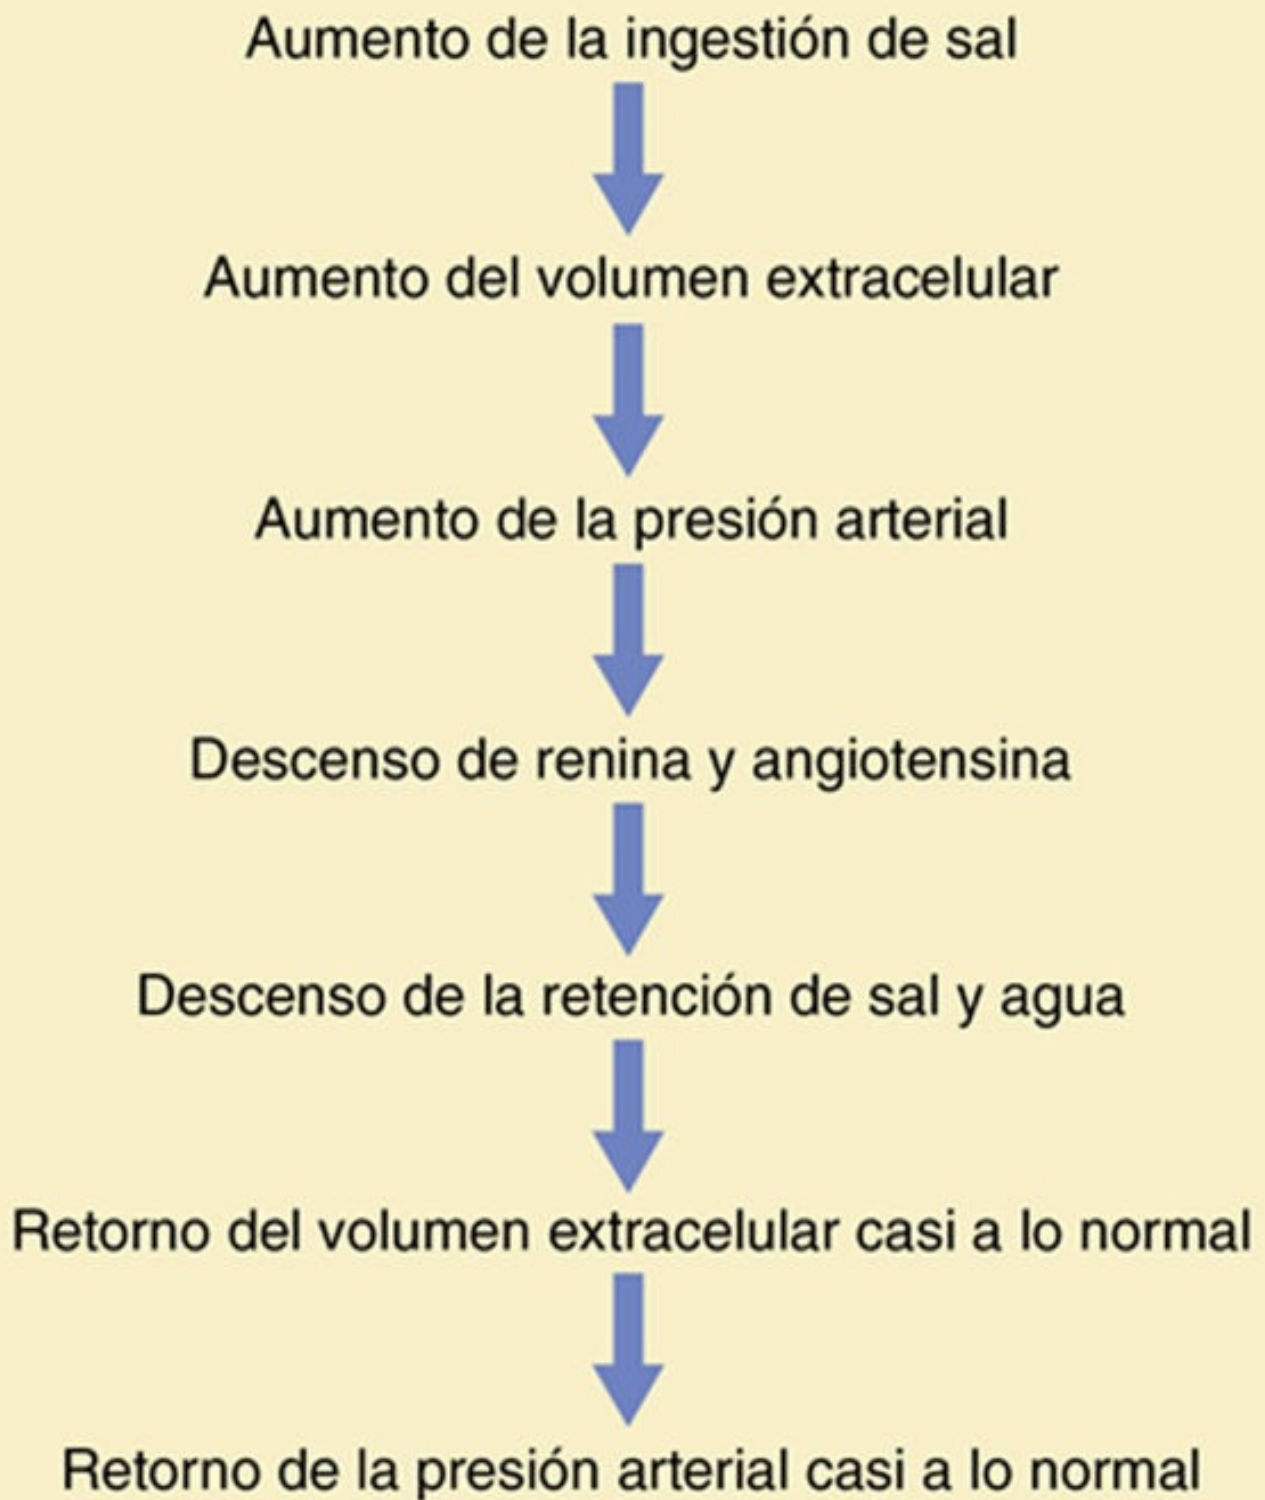 Aumento de la ingestión de sal
Aumento del volumen extracelular
Aumento de la presión arterial
Descenso de renina y angiotensina
Descenso de la retención de sal y agua
Retorno del volumen extracelular casi a lo normal
Retorno de la presión arterial casi a lo normal